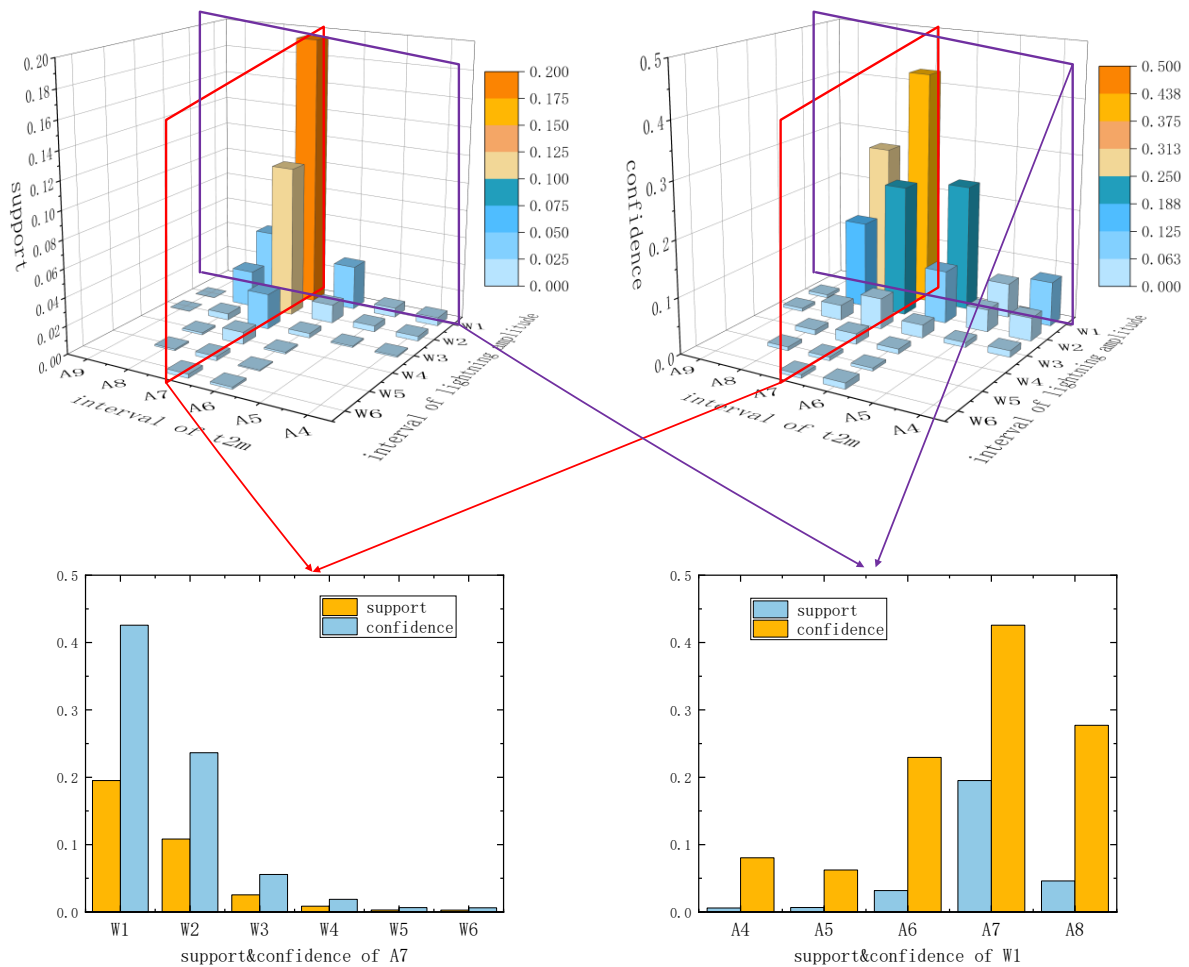 0.20
0.18
0.16
0.14
0.12
0.10
0.08
0.06
0.04
0.02
0.00
support
A9
A8
A7
A6
A5
A4
interval of t2m
W1
W2
W3
W4
W5
W6
interval of lightning amplitude
0.200
0.175
0.150
0.125
0.100
0.075
0.050
0.025
0.000
0.5
0.4
0.3
0.2
0.1
0
confidence
A9
A8
A7
A6
A5
A4
interval of t2m
W1
W2
W3
W4
W5
W6
interval of lightning amplitude
0.500
0.438
0.375
0.313
0.250
0.188
0.125
0.063
0.000
0.5
0.4
0.3
0.2
0.1
0.0
support
confidence
W1 W2 W3 W4 W5 W6
support&confidence of A7
0.5
0.4
0.3
0.2
0.1
0.0
support
confidence
A4 A5 A6 A7 A8
support&confidence of W1